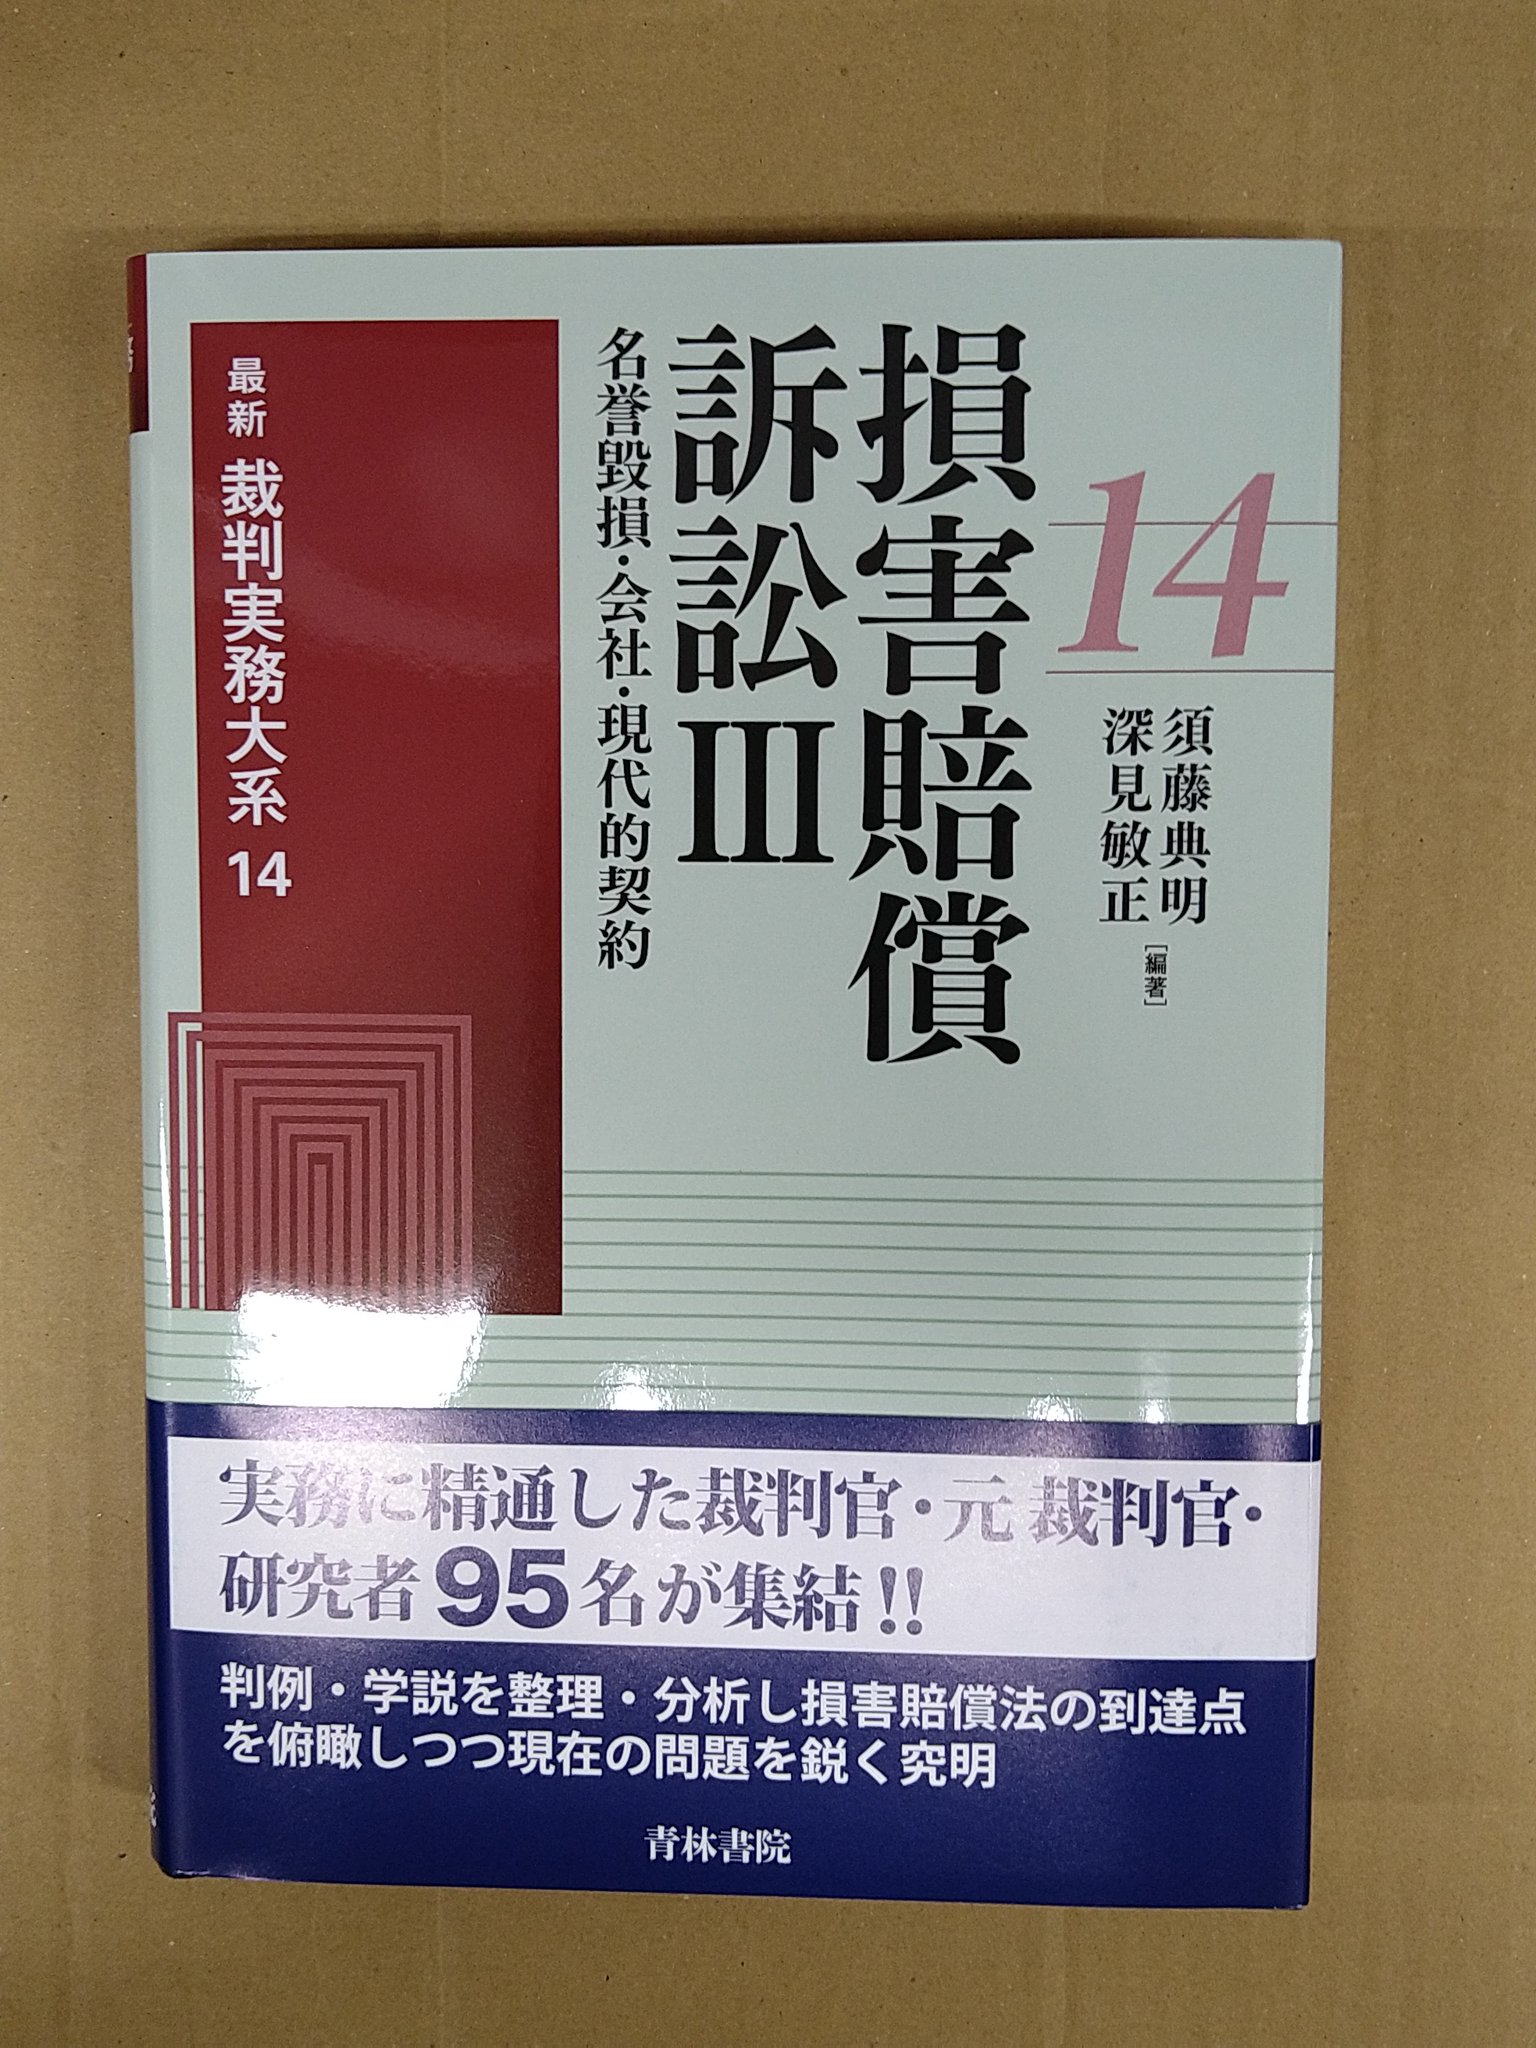 14
須藤典明
深見敏正
[編著]
損害賠償
訴訟Ⅲ
名誉毀損・会社・現代的契約
最新 裁判実務大系 14
実務に精通した裁判官・元裁判官・
研究者95名が集結!!
判例・学説を整理・分析し損害賠償法の到達点
を俯瞰しつつ現在の問題を鋭く究明
青林書院